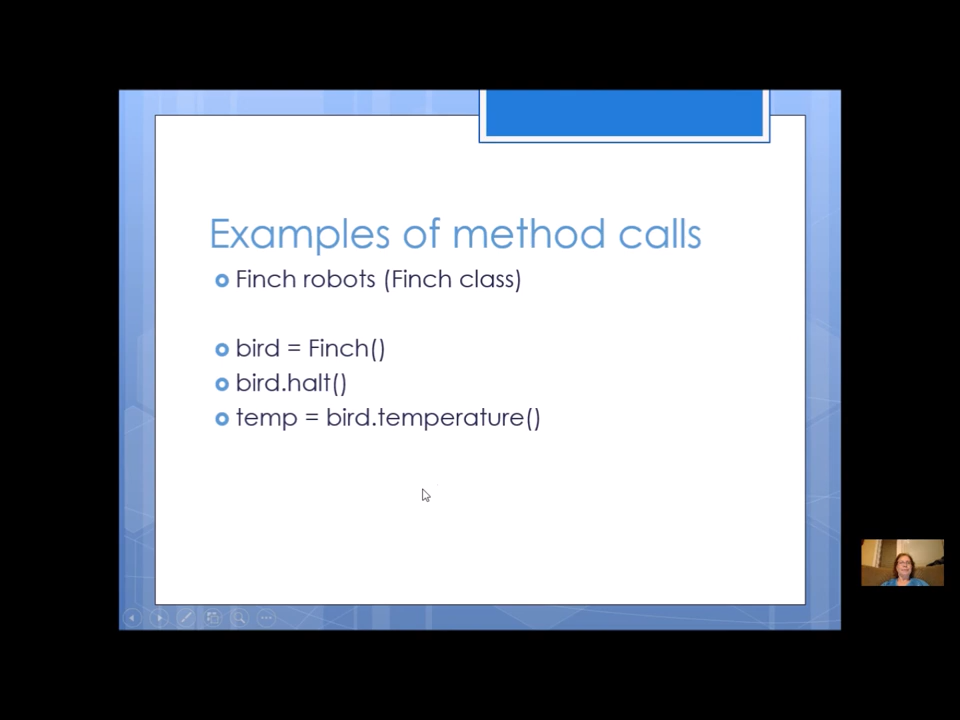 Examples of method calls
Finch robots (Finch class)
bird = Finch()
bird.halt()
temp = bird.temperature()